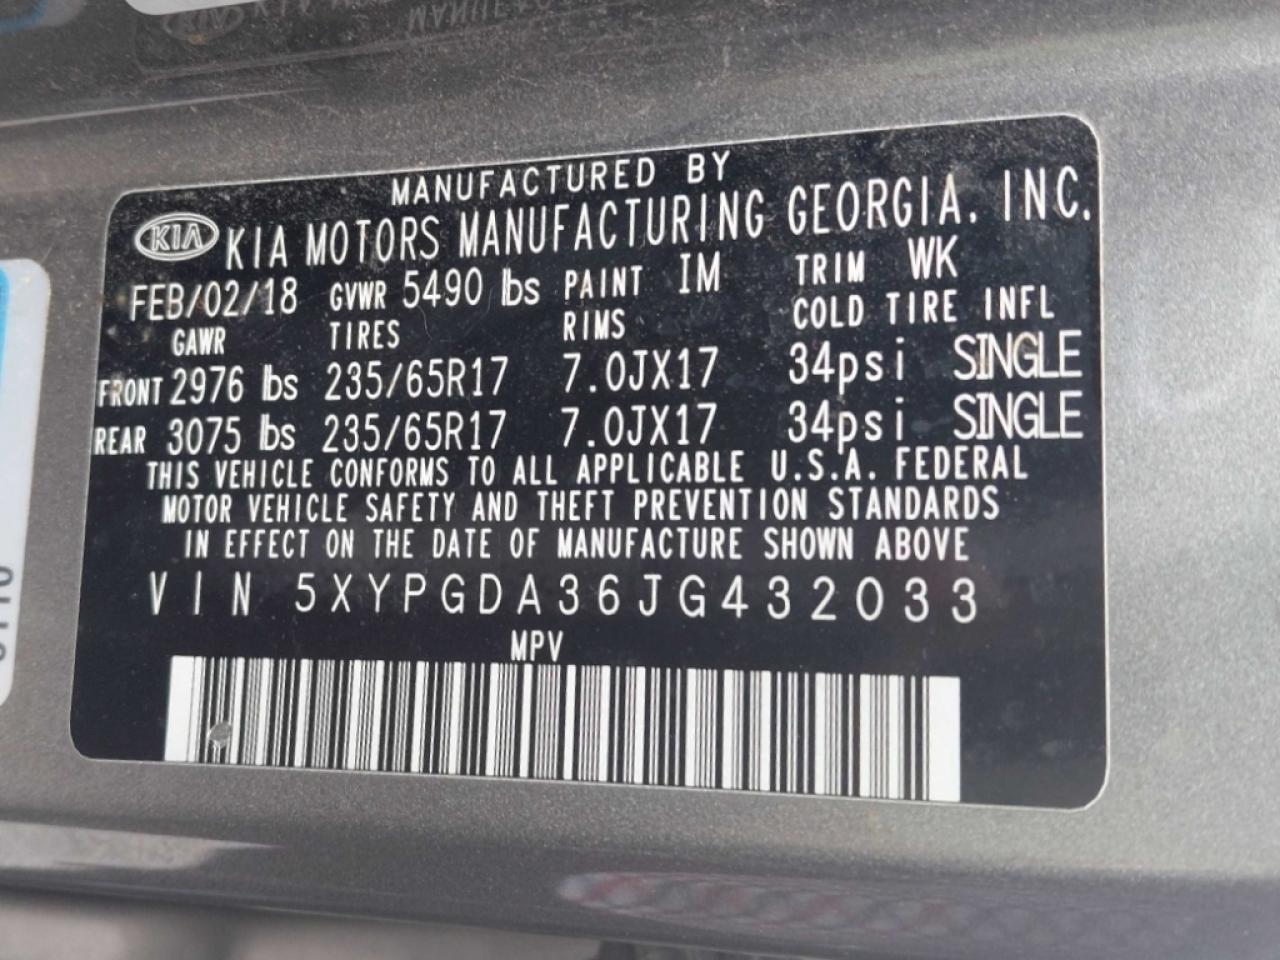 MANUFACTURED BY
KIA KIA MOTORS MANUFACTURING GEORGIA, INC.
FEB/02/18 GVWR 5490 lbs PAINT IM TRIM WK
GAWR TIRES RIMS COLD TIRE INFL
FRONT 2976 lbs 235/65R17 7.0JX17 34psi SINGLE
REAR 3075 lbs 235/65R17 7.0JX17 34psi SINGLE
THIS VEHICLE CONFORMS TO ALL APPLICABLE U.S.A. FEDERAL
MOTOR VEHICLE SAFETY AND THEFT PREVENTION STANDARDS
IN EFFECT ON THE DATE OF MANUFACTURE SHOWN ABOVE
VIN 5XYPGDA36JG432033
MPV